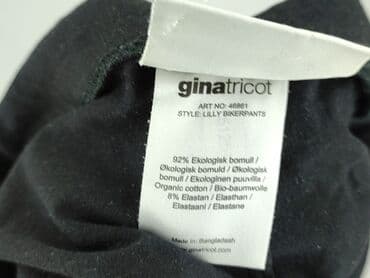 ginatricot
ART NO: 46861
STYLE: LILLY BIKERPANTS
92% Ekologisk bomull /
Økologisk bomuld / Økologisk
bomull / Ekologinen puuvilla /
Organic cotton / Bio-baumwolle
8% Elastan / Elasthan /
Elastaani / Elastane
Made in: Bangladesh